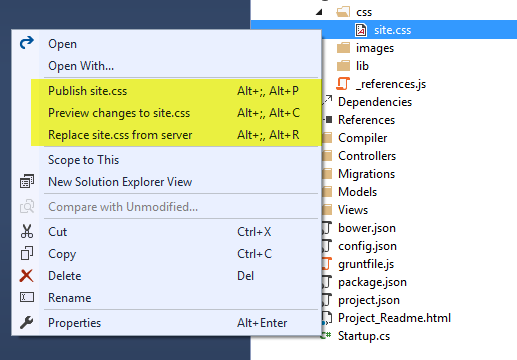 Open
Open With...
Publish site.css Alt+;, Alt+P
Preview changes to site.css Alt+;, Alt+C
Replace site.css from server Alt+;, Alt+R
Scope to This
New Solution Explorer View
Compare with Unmodified...
Cut Ctrl+X
Copy Ctrl+C
Delete Del
Rename
Properties Alt+Enter
css
site.css
images
lib
_references.js
Dependencies
References
Compiler
Controllers
Migrations
Models
Views
bower.json
config.json
gruntfile.js
package.json
project.json
Project_Readme.html
Startup.cs